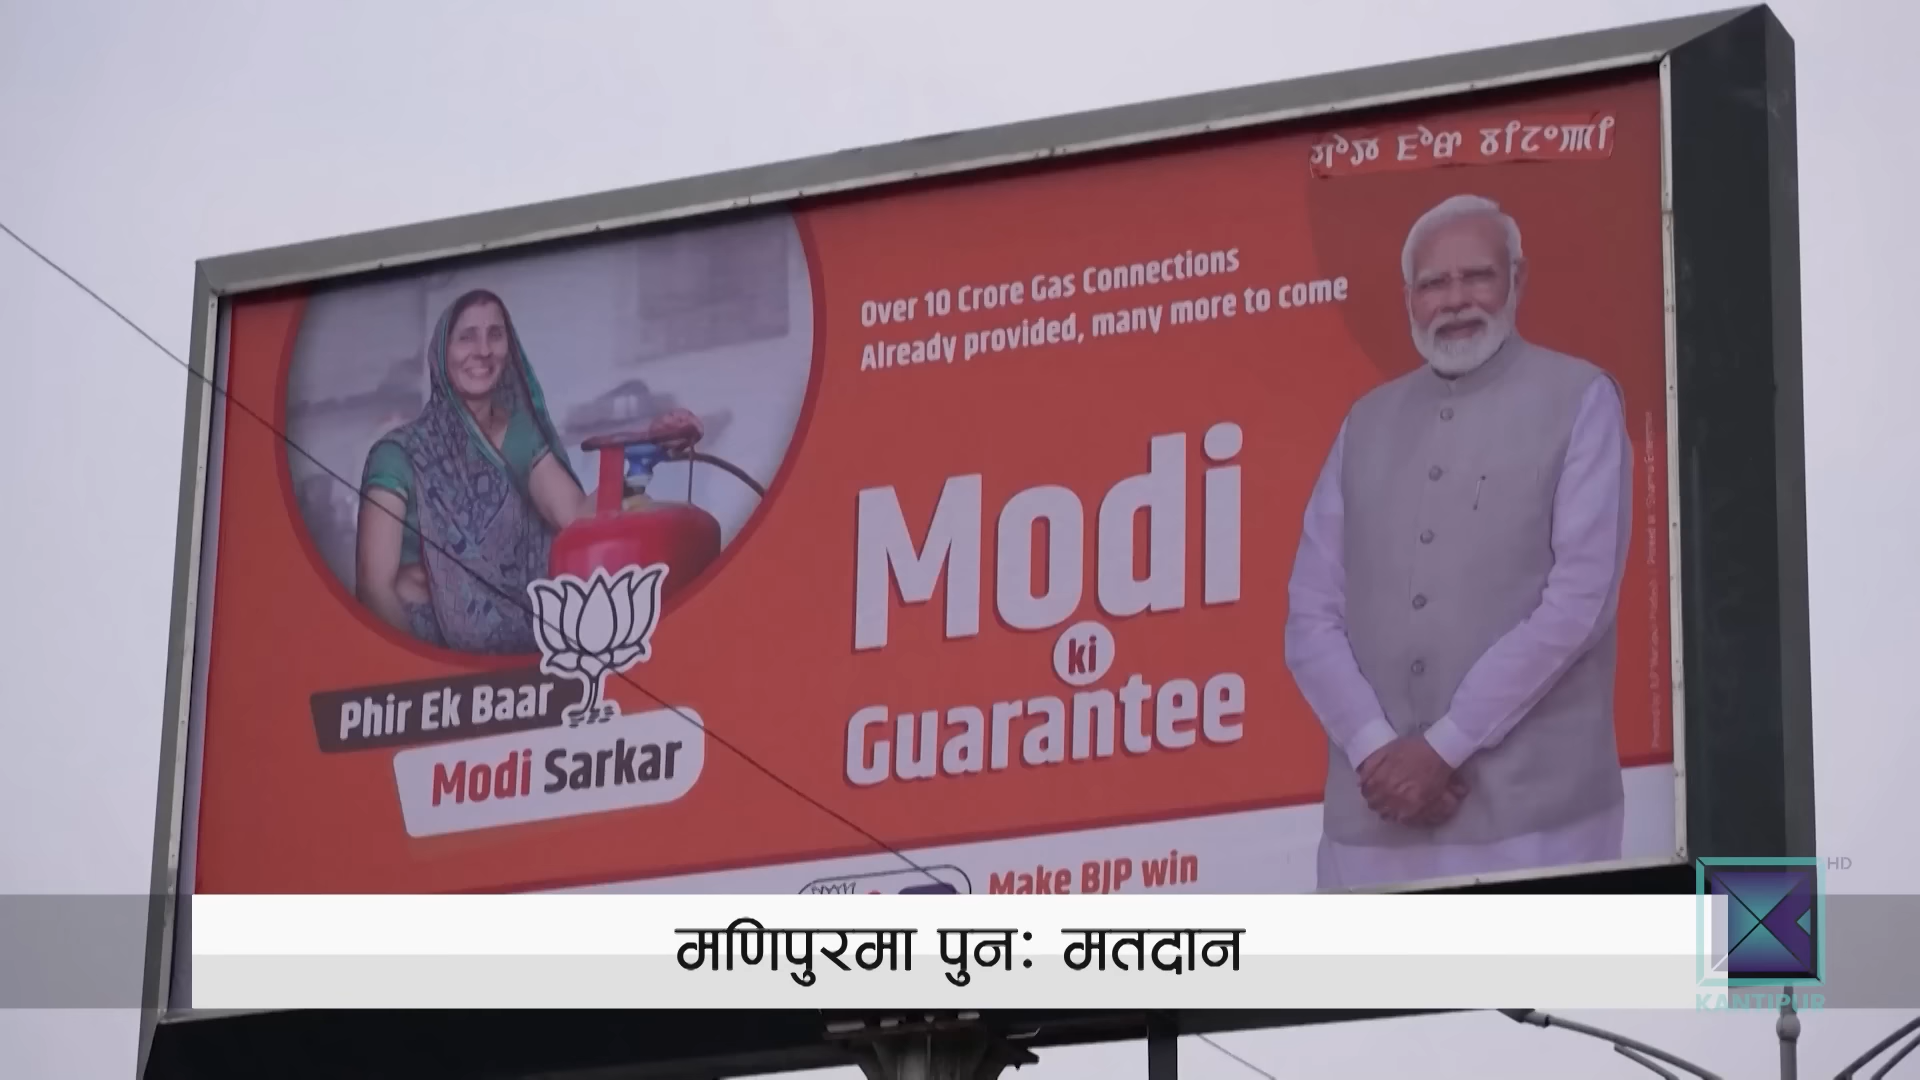 Over 10 Crore Gas Connections
Already provided, many more to come
Modi
ki
Guarantee
Phir Ek Baar
Modi Sarkar
Make BJP win
मणिपुरमा पुनः मतदान
HD
KANTIPUR